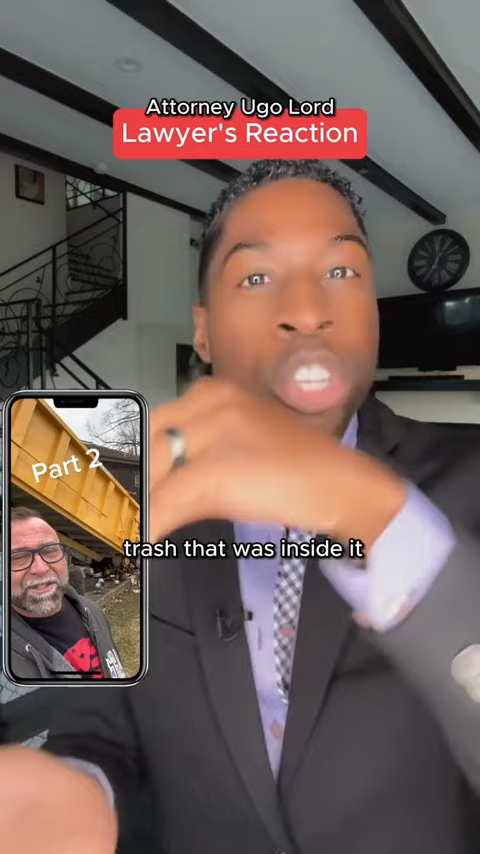 Attorney Ugo Lord
Lawyer's Reaction
Part 2
trash that was inside it